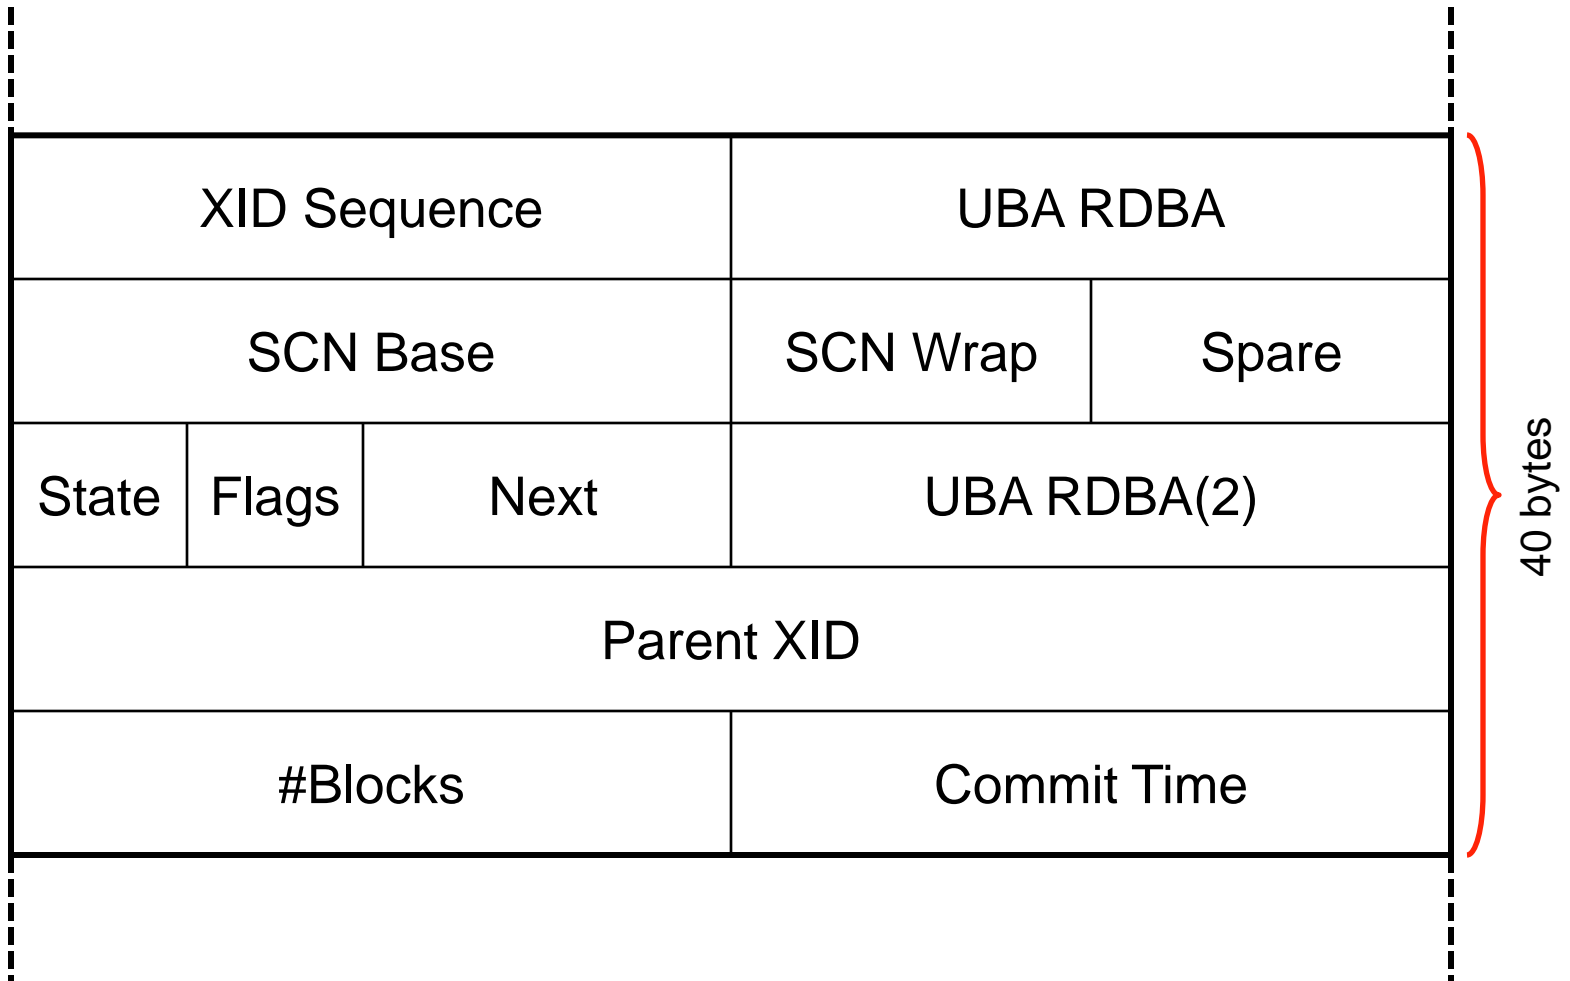 XID Sequence
UBA RDBA
SCN Base
SCN Wrap
Spare
State
Flags
Next
UBA RDBA(2)
Parent XID
#Blocks
Commit Time
40 bytes